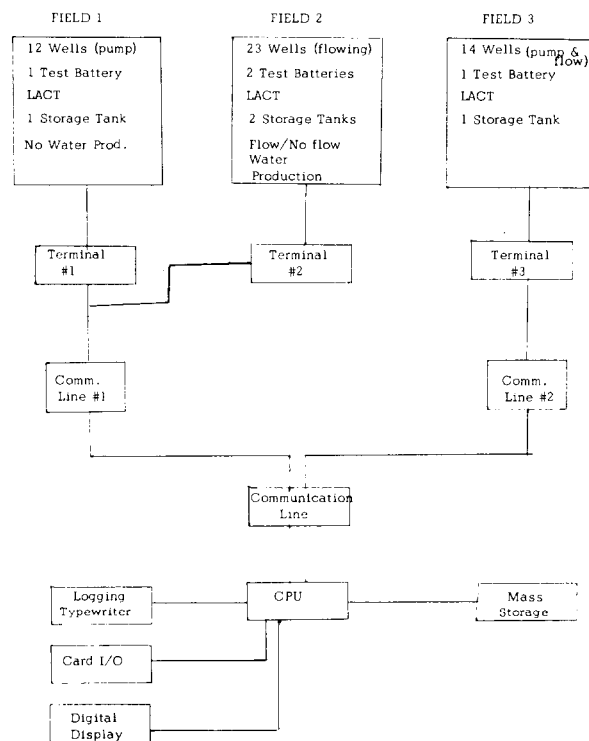 FIELD 1
12 Wells (pump)
1 Test Battery
LACT
1 Storage Tank
No Water Prod.
FIELD 2
23 Wells (flowing)
2 Test Batteries
LACT
2 Storage Tanks
Flow/No flow
Water
Production
FIELD 3
14 Wells (pump & flow)
1 Test Battery
LACT
1 Storage Tank
Terminal
#1
Terminal
#2
Terminal
#3
Comm.
Line #1
Comm.
Line #2
Communication
Line
Logging
Typewriter
CPU
Mass
Storage
Card I/O
Digital
Display